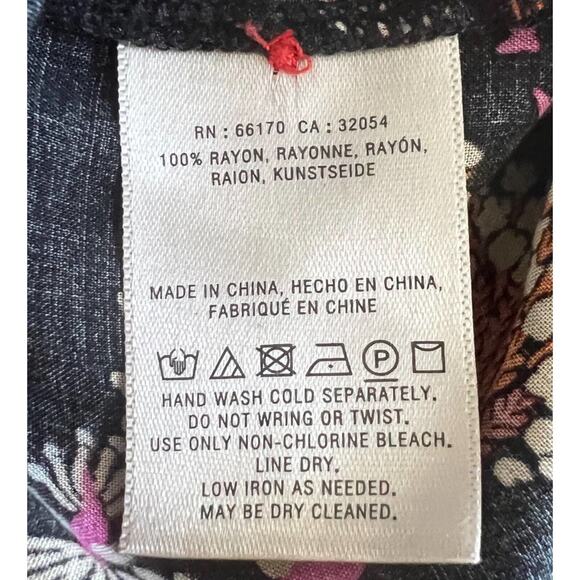 RN : 66170 CA : 32054
100% RAYON, RAYONNE, RAYÓN,
RAION, KUNSTSEIDE
MADE IN CHINA, HECHO EN CHINA,
FABRIQUÉ EN CHINE
P
HAND WASH COLD SEPARATELY.
DO NOT WRING OR TWIST.
USE ONLY NON-CHLORINE BLEACH.
LINE DRY.
LOW IRON AS NEEDED.
MAY BE DRY CLEANED.